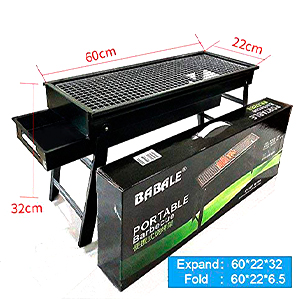 60cm
22cm
32cm
BABALE
PORTABLE
Barbecue
Expand: 60*22*32
Fold : 60*22*6.5